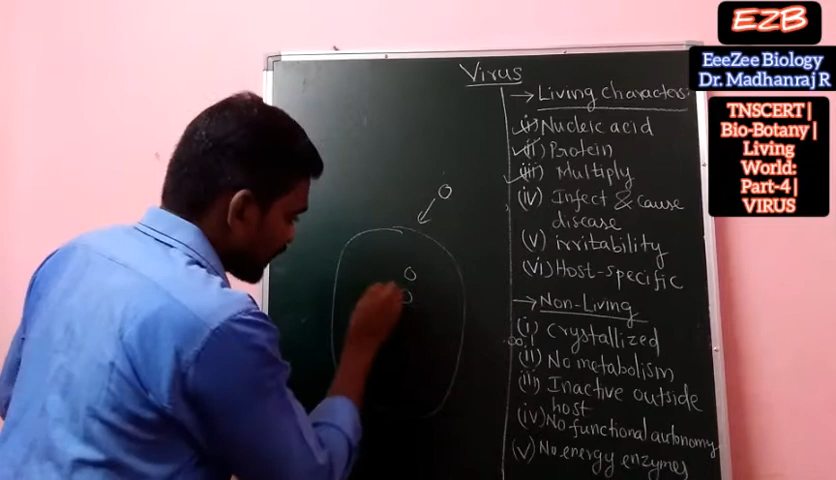 Virus
→ Living characters:
(i) Nucleic acid
(ii) Protein
(iii) Multiply
(iv) Infect & cause
disease
(v) irritability
(vi) Host-specific
→ Non-Living
(i) Crystallized
(ii) No metabolism
(iii) Inactive outside
host
(iv) No functional autonomy
(v) No energy enzymes
EZB
EeeZee Biology
Dr. Madhanraj R
TNSCERT |
Bio-Botany |
Living
World:
Part-4 |
VIRUS